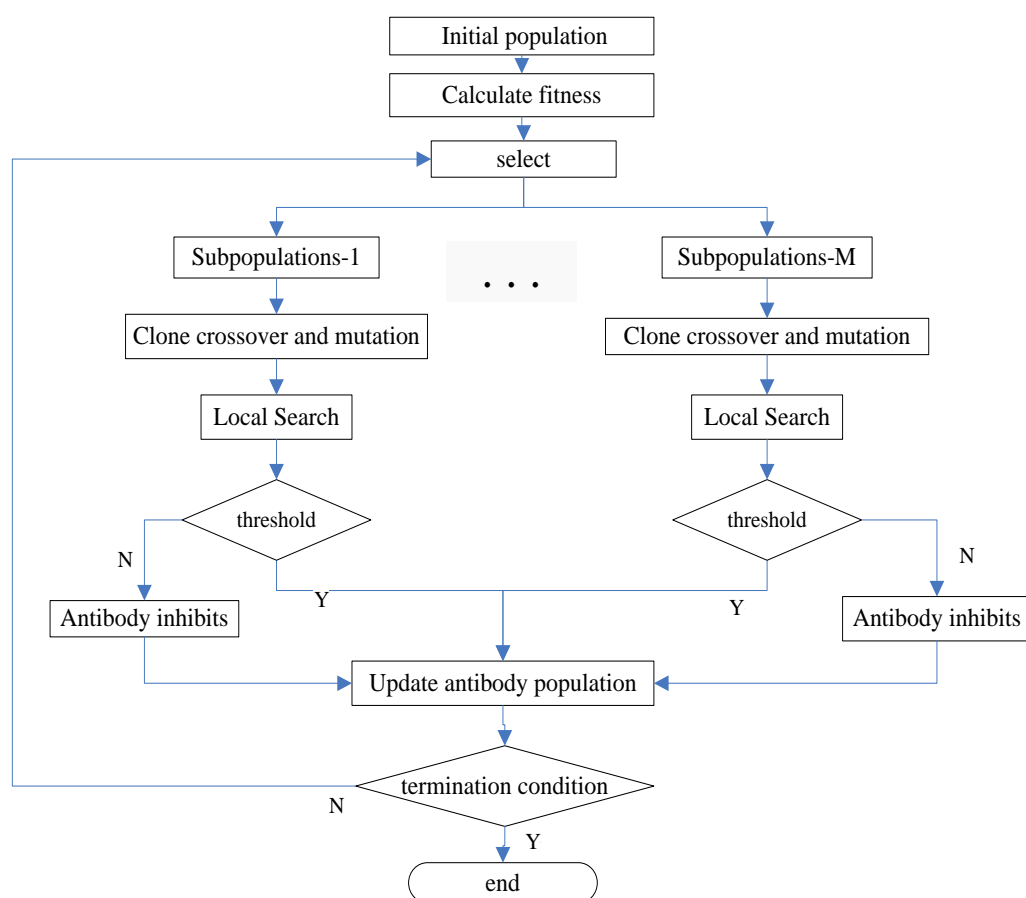 Initial population
Calculate fitness
select
Subpopulations-1
. . .
Subpopulations-M
Clone crossover and mutation
Clone crossover and mutation
Local Search
Local Search
threshold
threshold
N
N
Y
Y
Antibody inhibits
Antibody inhibits
Update antibody population
termination condition
N
Y
end